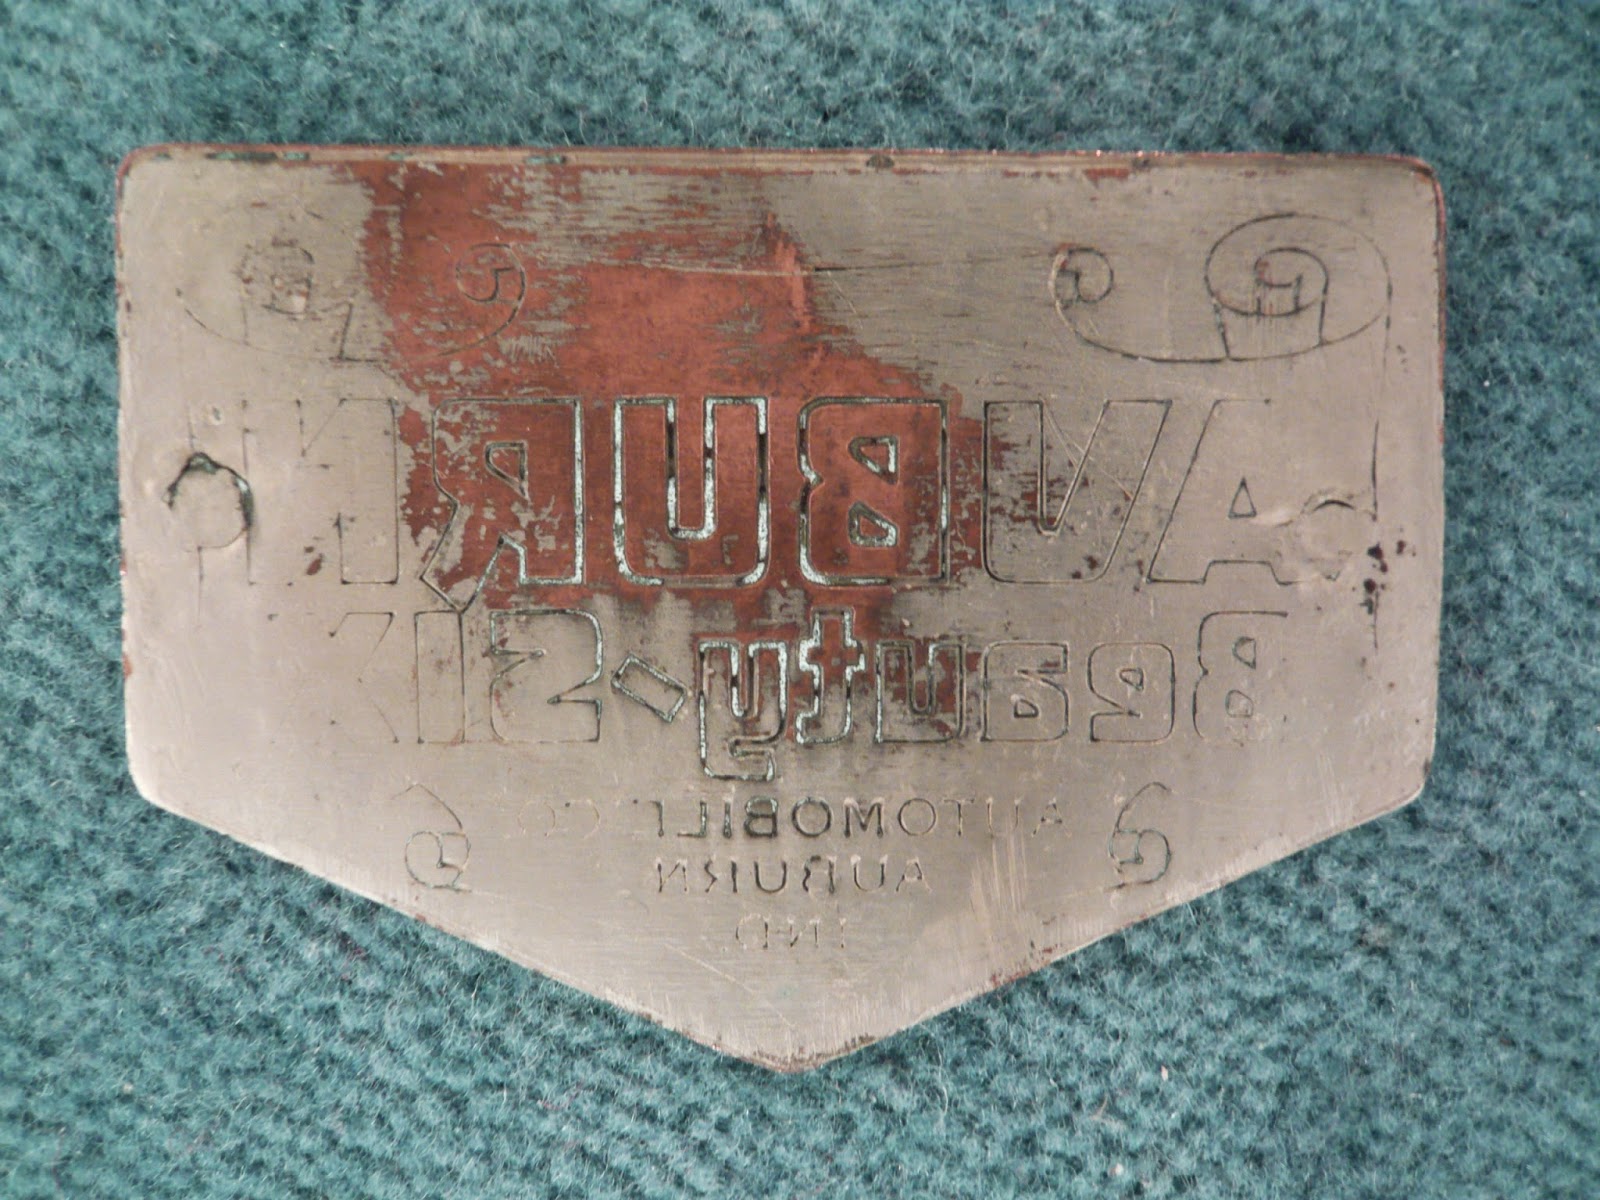 AUBURN
Beauty-SIX
AUTOMOBILE CO.
AUBURN
IND.